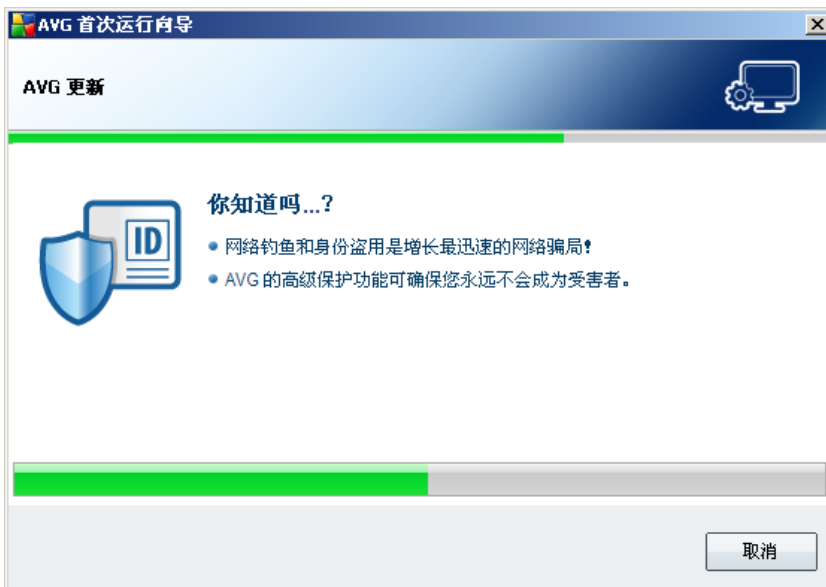 AVG 首次运行向导
AVG 更新
ID
你知道吗...?
网络钓鱼和身份盗用是增长最迅速的网络骗局!
AVG 的高级保护功能可确保您永远不会成为受害者。
取消